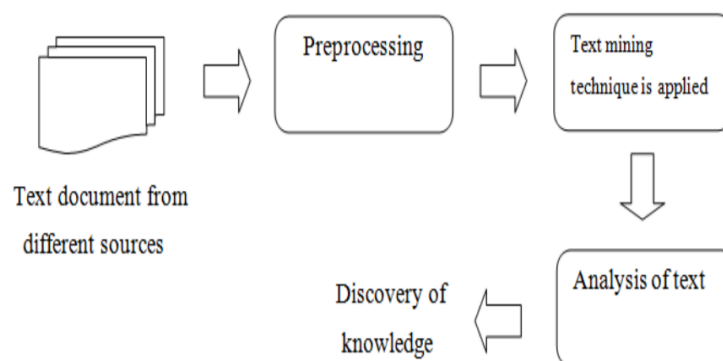 Preprocessing
Text mining
technique is applied
Text document from
different sources
Analysis of text
Discovery of
knowledge